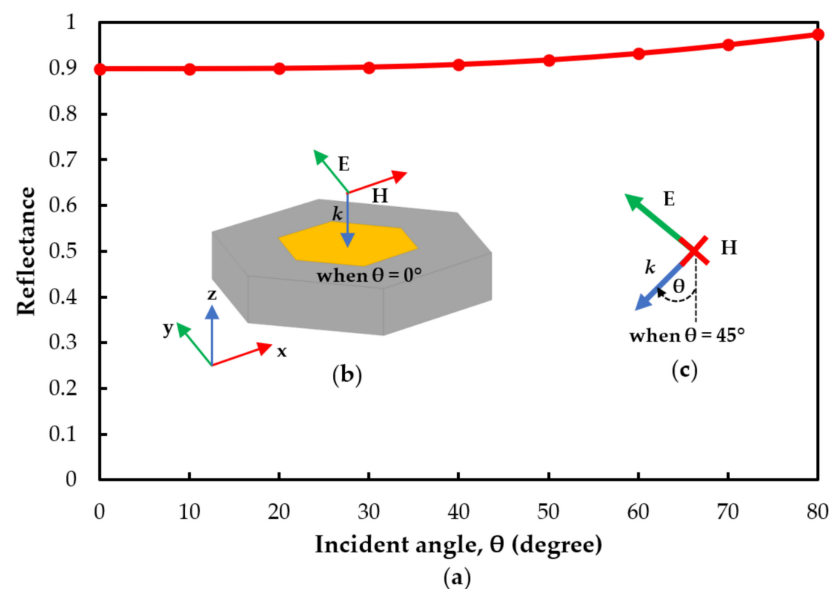 1
0.9
0.8
0.7
0.6
0.5
0.4
0.3
0.2
0.1
0
Reflectance
E
H
k
when θ = 0°
z
y
x
(b)
E
H
k
θ
when θ = 45°
(c)
0 10 20 30 40 50 60 70 80
Incident angle, θ (degree)
(a)